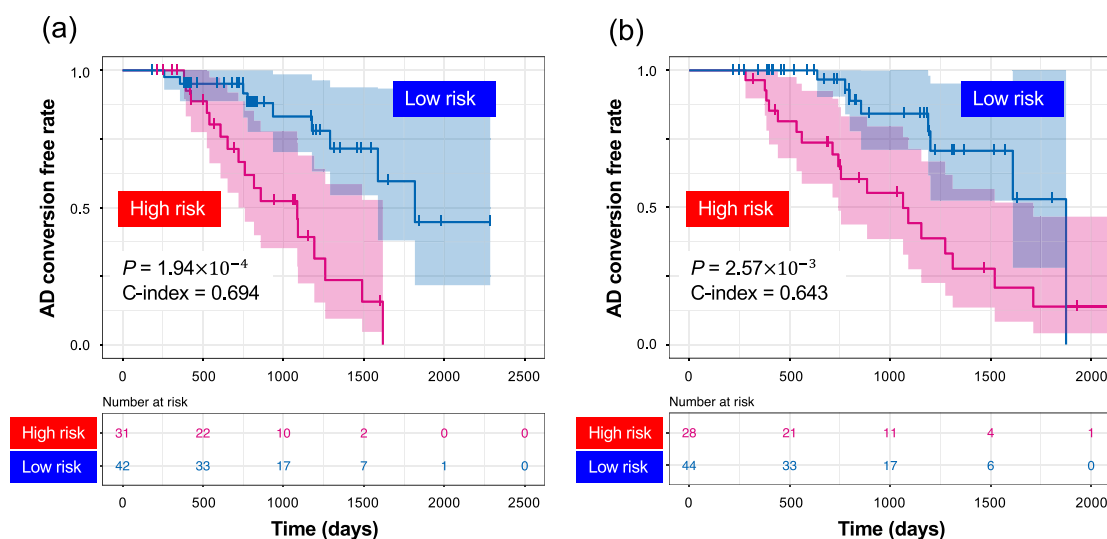 (a)
AD conversion free rate
1.0
0.5
0.0
Low risk
High risk
P = 1.94×10⁻⁴
C-index = 0.694
0 500 1000 1500 2000 2500
Number at risk
High risk 31 22 10 2 0 0
Low risk 42 33 17 7 1 0
0 500 1000 1500 2000 2500
Time (days)
(b)
AD conversion free rate
1.0
0.5
0.0
Low risk
High risk
P = 2.57×10⁻³
C-index = 0.643
0 500 1000 1500 2000
Number at risk
High risk 28 21 11 4 1
Low risk 44 33 17 6 0
0 500 1000 1500 2000
Time (days)